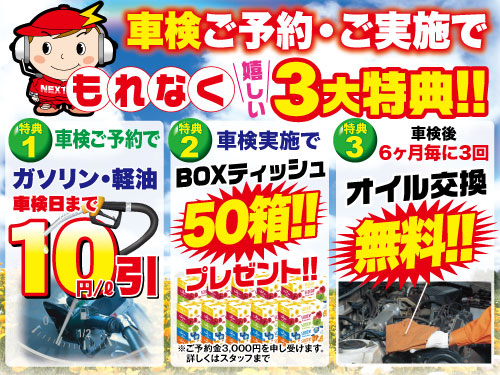 NEXT
車検ご予約・ご実施で
もれなく
嬉しい
3大特典!!
特典
1
車検ご予約で
ガソリン・軽油
車検日まで
10円/ℓ引
1/2
特典
2
車検実施で
BOXティッシュ
50箱!!
プレゼント!!
※ご予約金3,000円を申し受けます。
詳しくはスタッフまで
特典
3
車検後
6ヶ月毎に3回
オイル交換
無料!!